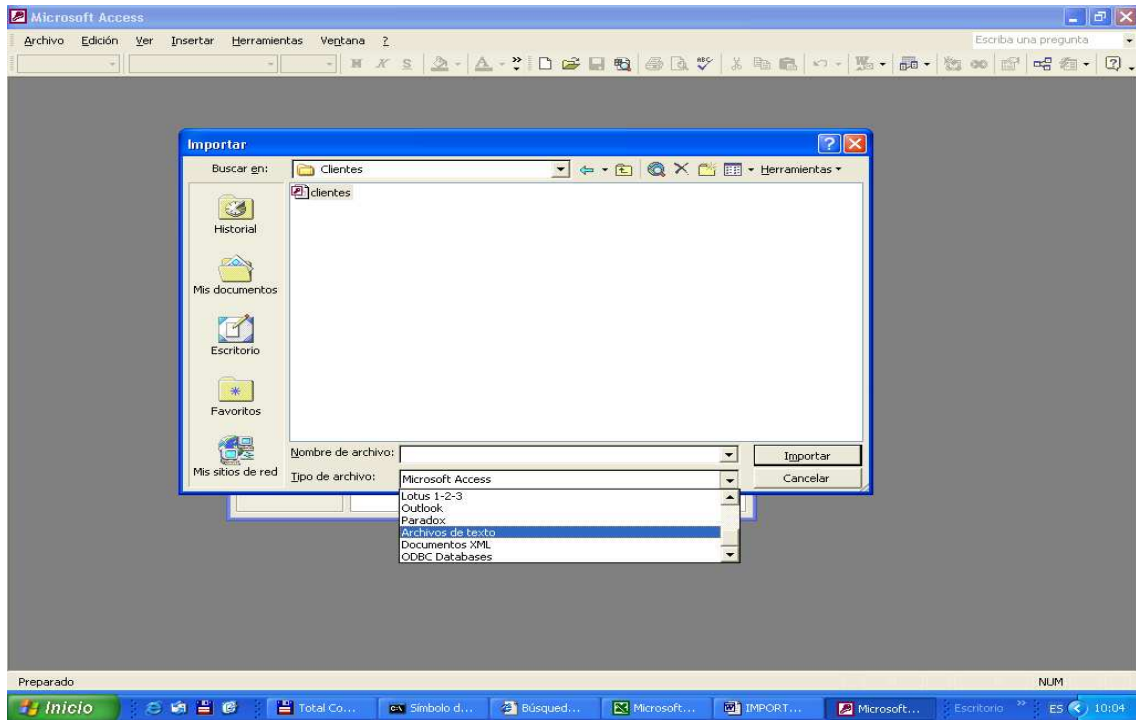 Microsoft Access
Archivo Edición Ver Insertar Herramientas Ventana ? Escriba una pregunta
N K S A ABC
Importar
Buscar en: Clientes Herramientas
clientes
Historial
Mis documentos
Escritorio
Favoritos
Mis sitios de red
Nombre de archivo: Importar
Tipo de archivo: Microsoft Access Cancelar
Lotus 1-2-3
Outlook
Paradox
Archivos de texto
Documentos XML
ODBC Databases
Preparado NUM
Inicio Total Co... Símbolo d... Búsqued... Microsoft... IMPORT... Microsoft... Escritorio » ES 10:04